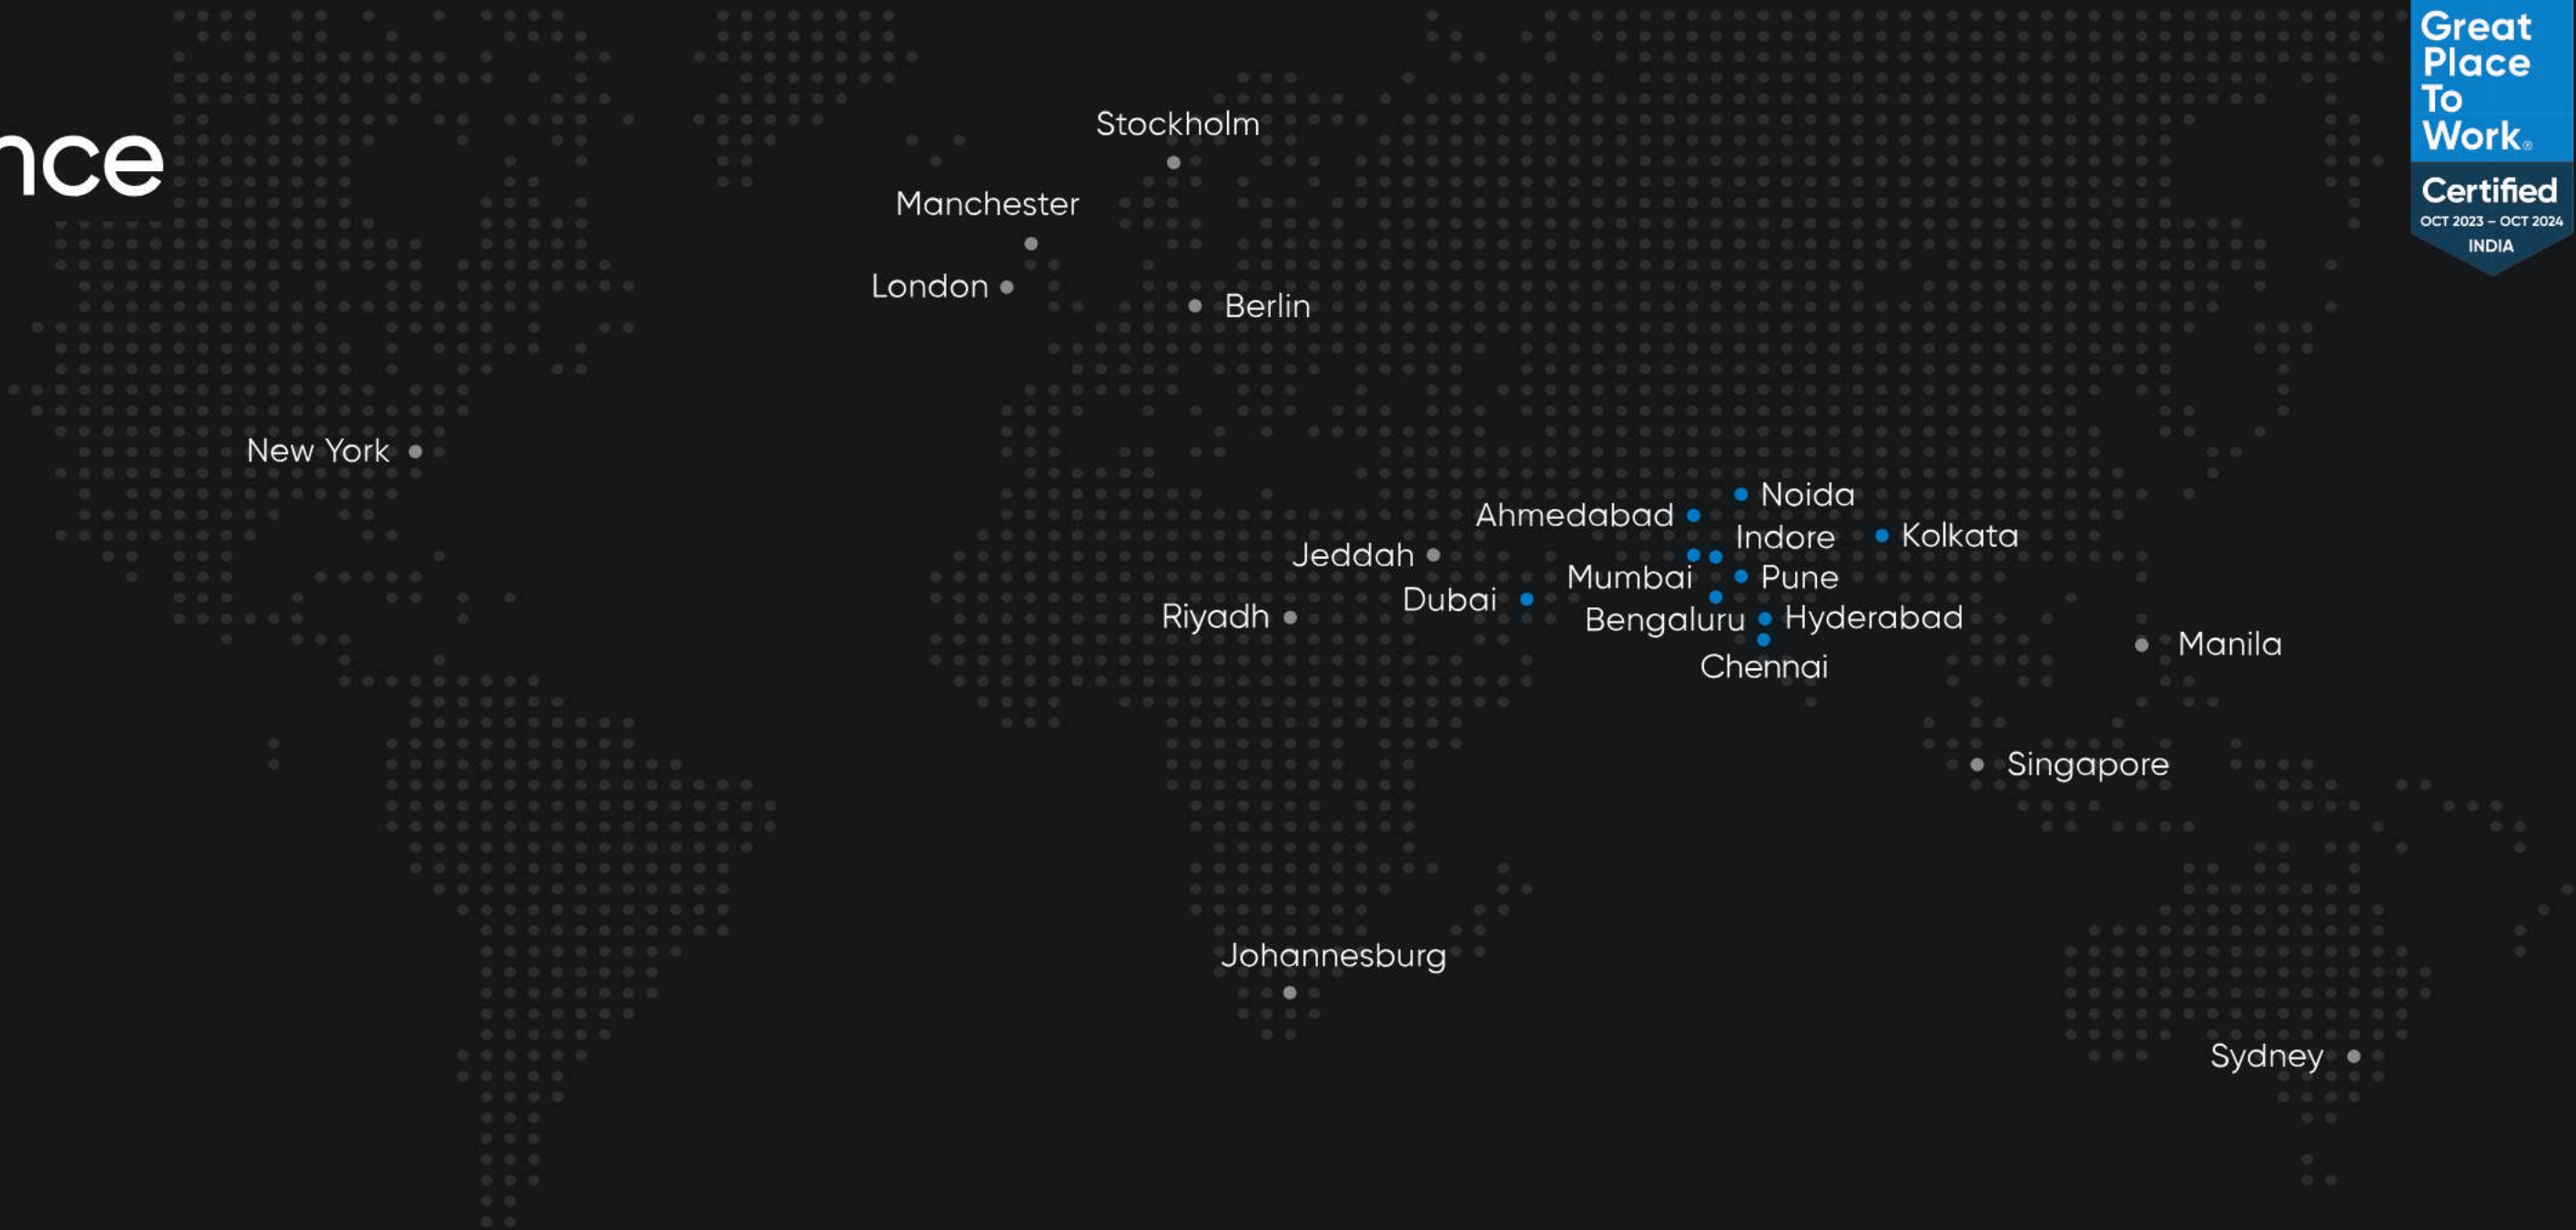 Great
Place
To
Work®
Certified
OCT 2023 – OCT 2024
INDIA
nce
Stockholm
Manchester
London
Berlin
New York
Noida
Ahmedabad
Indore
Kolkata
Jeddah
Mumbai
Pune
Dubai
Riyadh
Bengaluru
Hyderabad
Manila
Chennai
Singapore
Johannesburg
Sydney